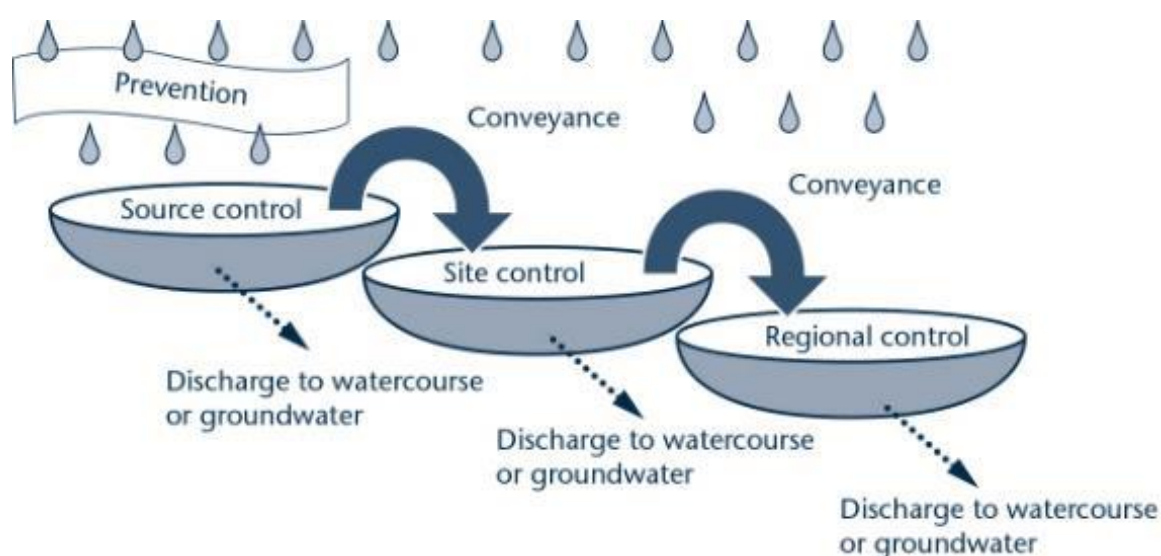 Prevention
Conveyance
Conveyance
Source control
Site control
Regional control
Discharge to watercourse
or groundwater
Discharge to watercourse
or groundwater
Discharge to watercourse
or groundwater